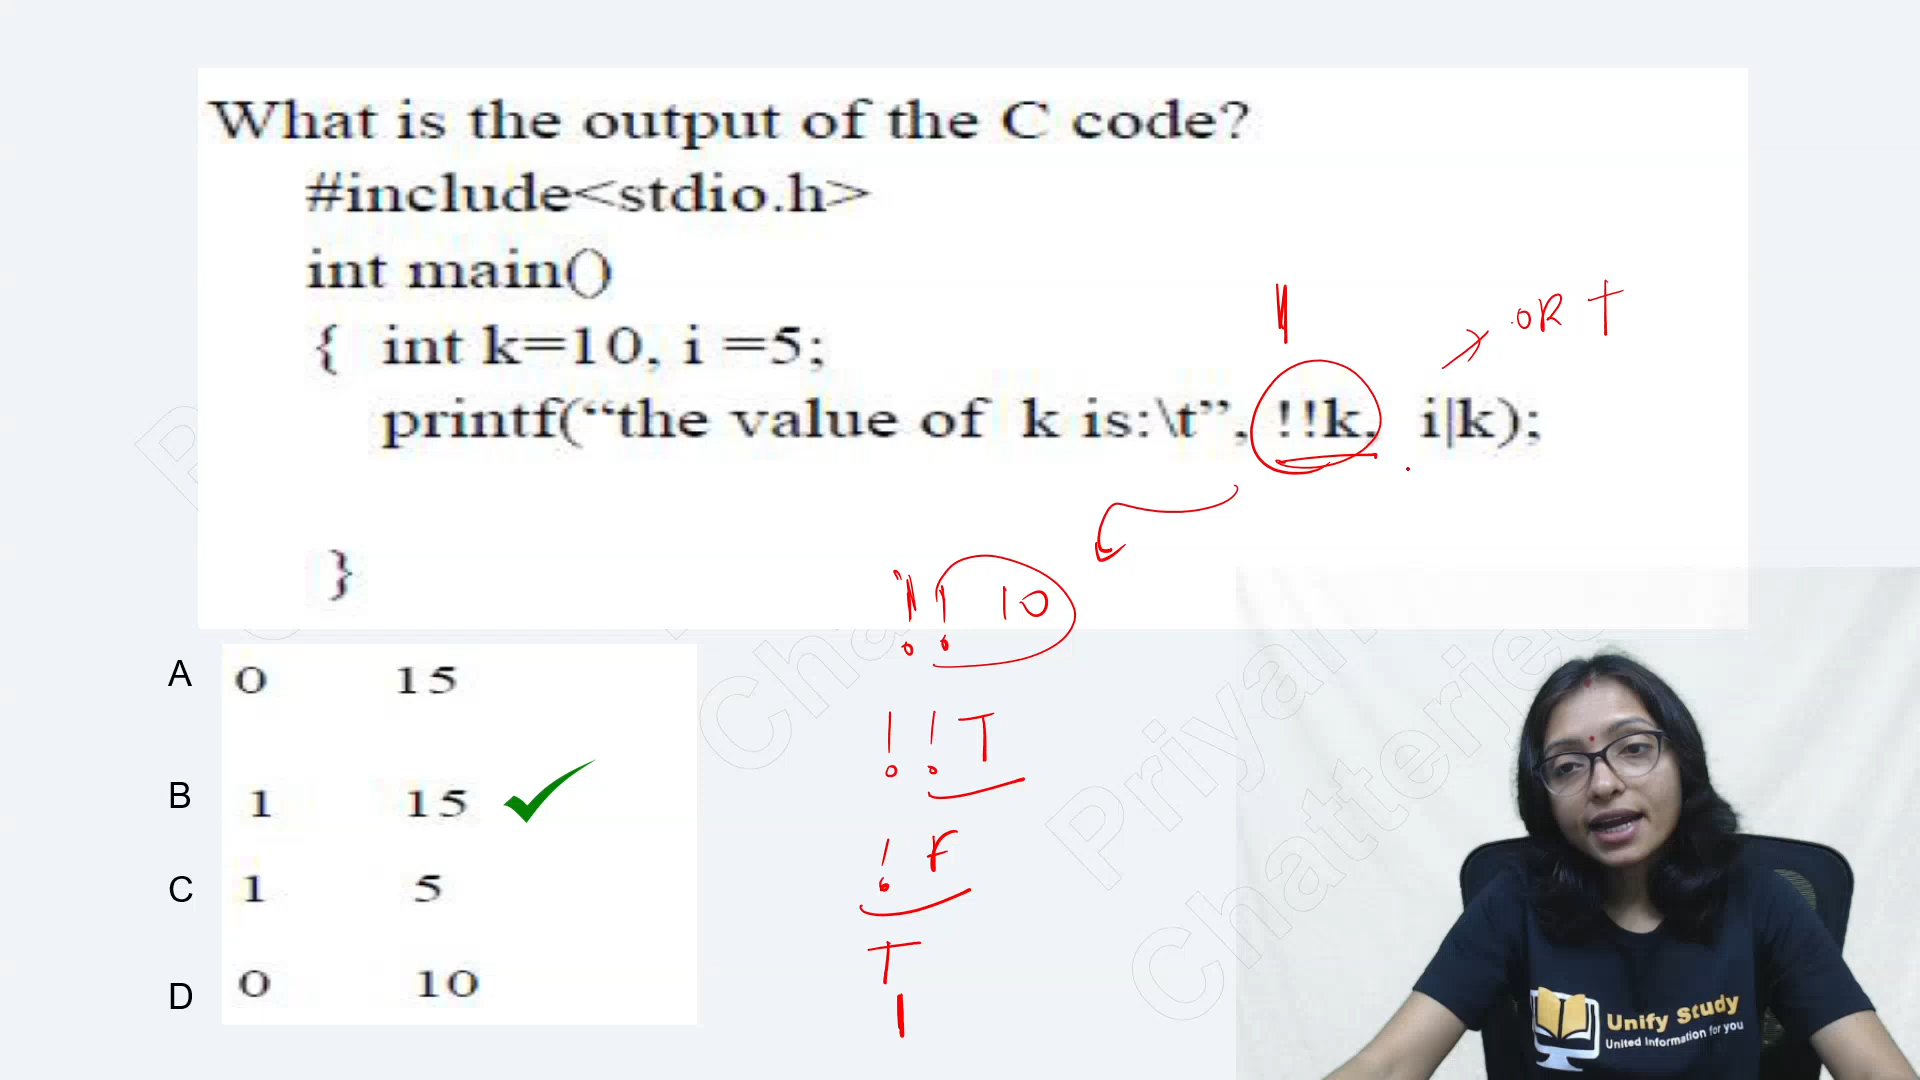 What is the output of the C code?
#include<stdio.h>
int main()
{ int k=10, i =5;
printf(“the value of k is:\t”, !!k, i|k);
}
OR T
! ! 10
! ! T
! F
T
1
A 0 15
B 1 15
C 1 5
D 0 10
Priyanka
Chatterjee
Unify Study
United Information for you